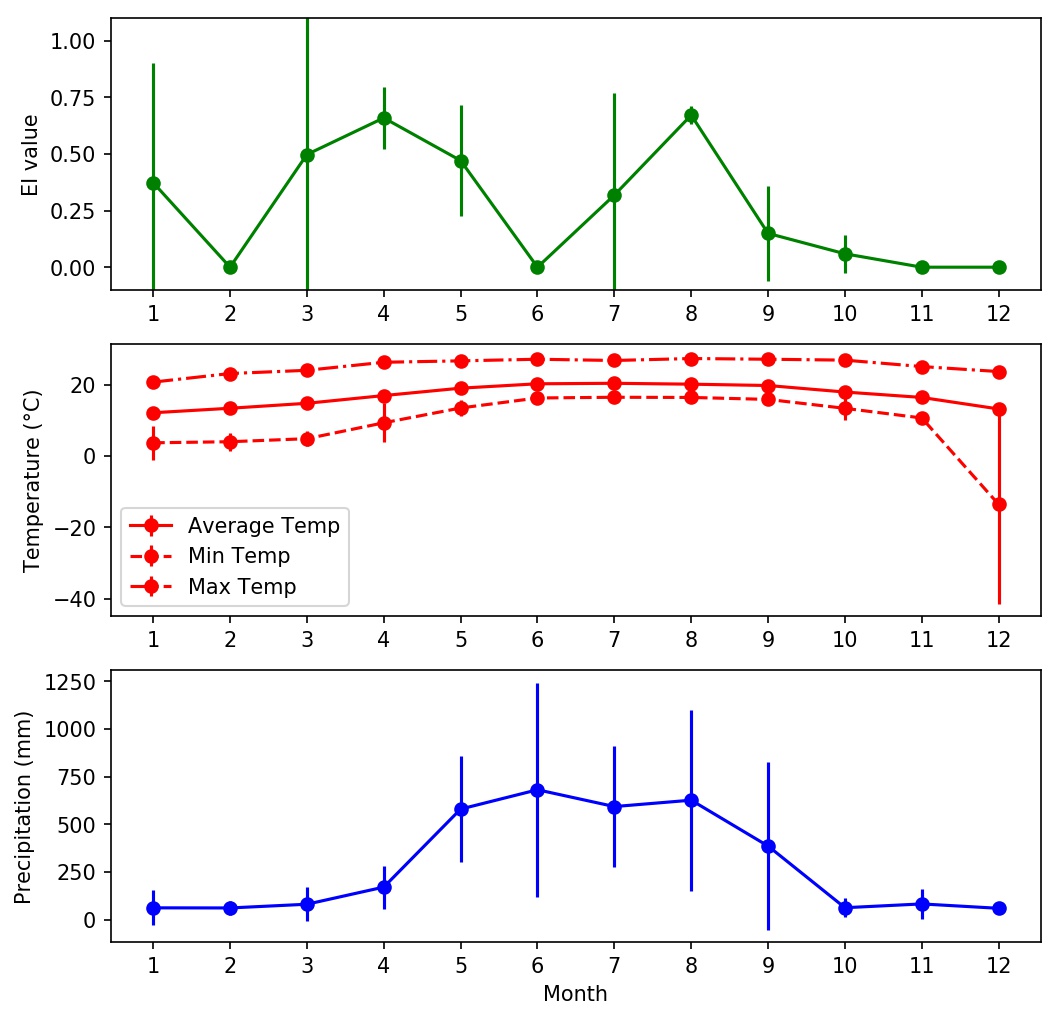 1.00
0.75
0.50
0.25
0.00
EI value
1 2 3 4 5 6 7 8 9 10 11 12
20
0
−20
−40
Temperature (°C)
Average Temp
Min Temp
Max Temp
1 2 3 4 5 6 7 8 9 10 11 12
1250
1000
750
500
250
0
Precipitation (mm)
1 2 3 4 5 6 7 8 9 10 11 12
Month